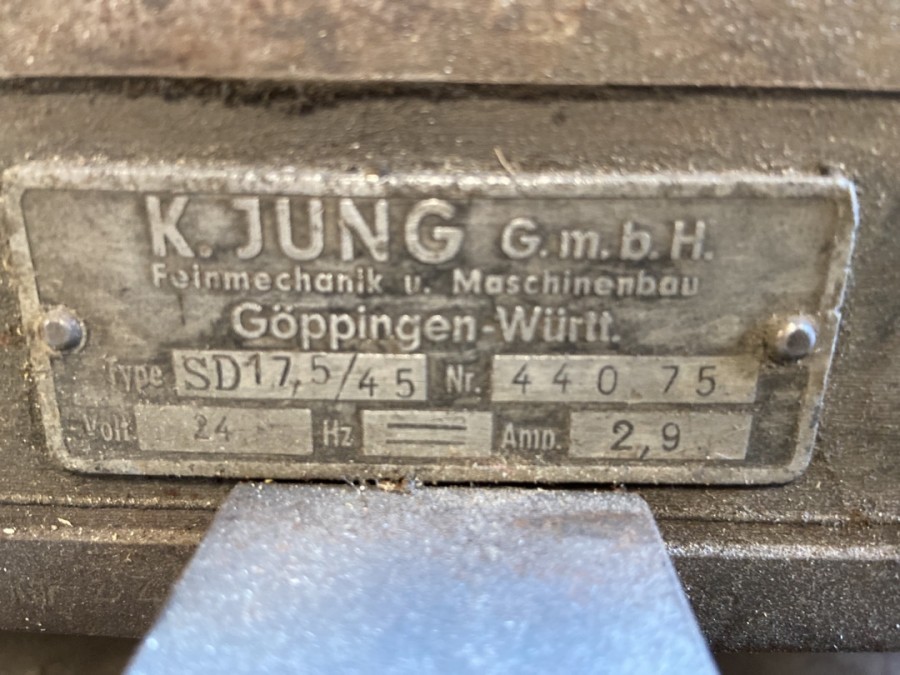 K. JUNG G.m.b.H.
Feinmechanik u. Maschinenbau
Göppingen-Württ.
Type SD17,5/45 Nr. 440 75
Volt 24 Hz Amp. 2,9